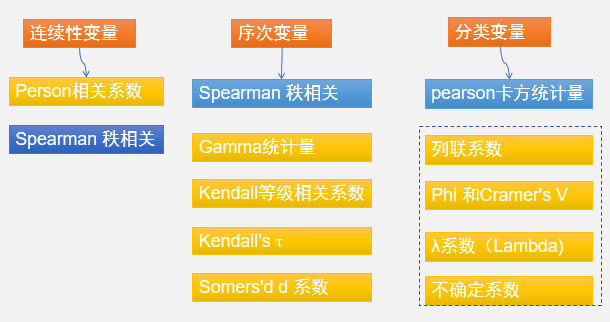 连续性变量
Person相关系数
Spearman 秩相关
序次变量
Spearman 秩相关
Gamma统计量
Kendall等级相关系数
Kendall's τ
Somers'd d 系数
分类变量
pearson卡方统计量
列联系数
Phi 和Cramer's V
λ系数（Lambda)
不确定系数